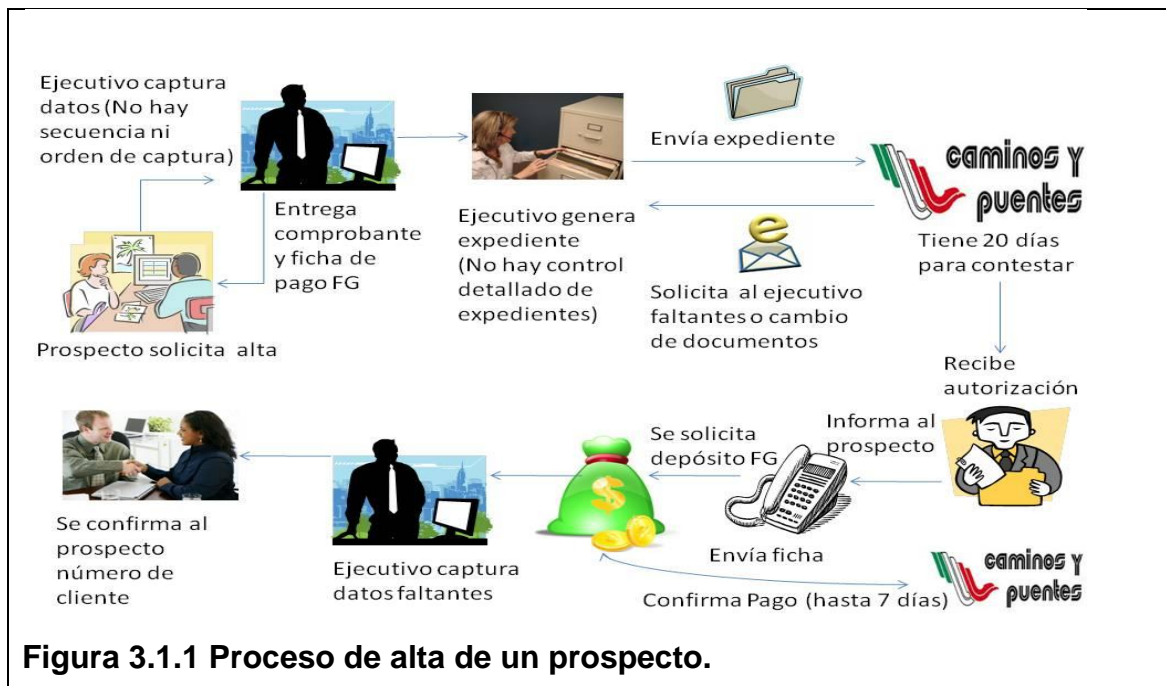 Ejecutivo captura
datos (No hay
secuencia ni
orden de captura)
Entrega
comprobante
y ficha de
pago FG
Prospecto solicita alta
Ejecutivo genera
expediente
(No hay control
detallado de
expedientes)
Envía expediente
e
Solicita al ejecutivo
faltantes o cambio
de documentos
caminos y
puentes
Tiene 20 días
para contestar
Recibe
autorización
Informa al
prospecto
Envía ficha
Se solicita
depósito FG
$
Confirma Pago (hasta 7 días)
caminos y
puentes
Ejecutivo captura
datos faltantes
Se confirma al
prospecto
número de
cliente
Figura 3.1.1 Proceso de alta de un prospecto.